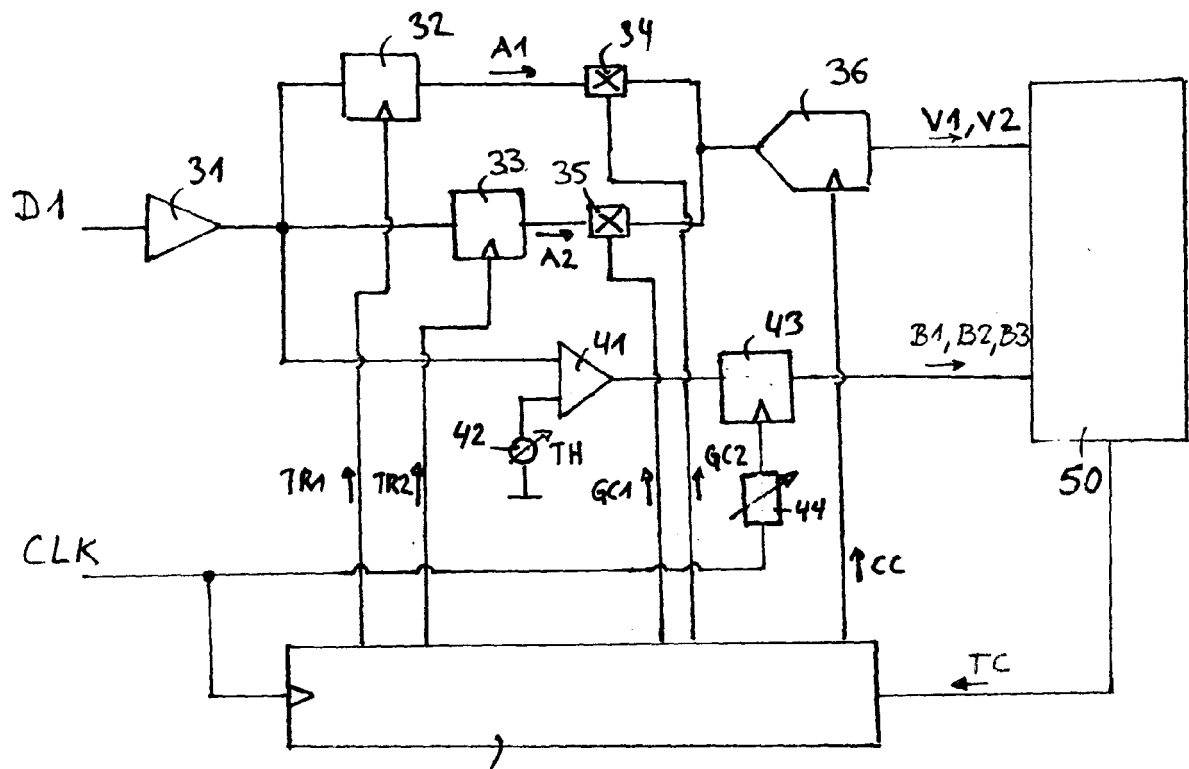 32
A1
34
36
V1, V2
31
33
35
D1
A2
43
B1, B2, B3
41
42
TH
TR1
TR2
GC1
GC2
44
50
CLK
CC
TC